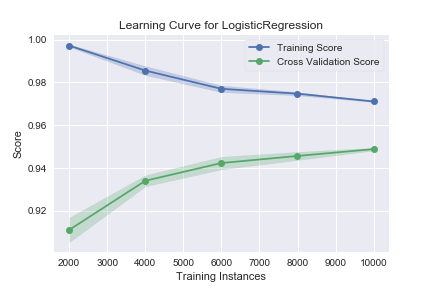 Learning Curve for LogisticRegression
Training Score
Cross Validation Score
1.00
0.98
0.96
0.94
0.92
Score
2000 3000 4000 5000 6000 7000 8000 9000 10000
Training Instances